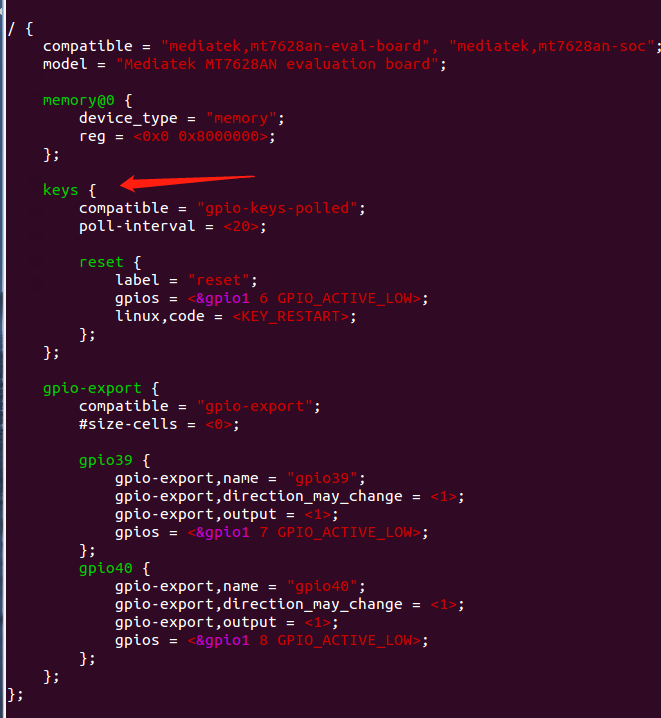 / {
    compatible = "mediatek,mt7628an-eval-board", "mediatek,mt7628an-soc";
    model = "Mediatek MT7628AN evaluation board";
    memory@0 {
        device_type = "memory";
        reg = <0x0 0x8000000>;
    };
    keys {
        compatible = "gpio-keys-polled";
        poll-interval = <20>;
        reset {
            label = "reset";
            gpios = <&gpio1 6 GPIO_ACTIVE_LOW>;
            linux,code = <KEY_RESTART>;
        };
    };
    gpio-export {
        compatible = "gpio-export";
        #size-cells = <0>;
        gpio39 {
            gpio-export,name = "gpio39";
            gpio-export,direction_may_change = <1>;
            gpio-export,output = <1>;
            gpios = <&gpio1 7 GPIO_ACTIVE_LOW>;
        };
        gpio40 {
            gpio-export,name = "gpio40";
            gpio-export,direction_may_change = <1>;
            gpio-export,output = <1>;
            gpios = <&gpio1 8 GPIO_ACTIVE_LOW>;
        };
    };
};